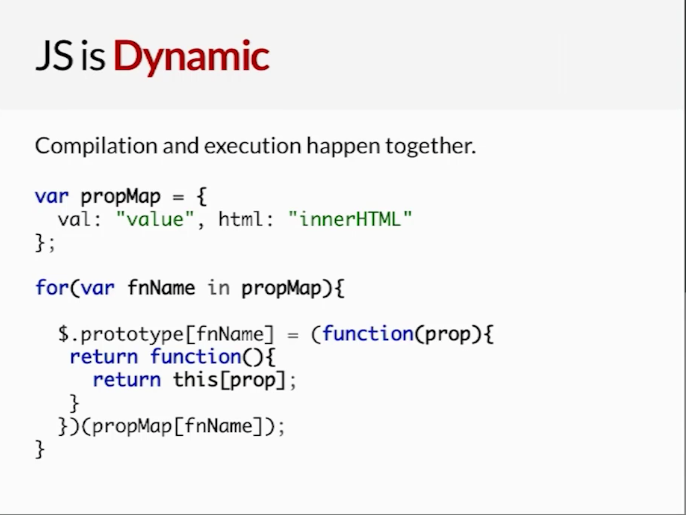 JS is Dynamic
Compilation and execution happen together.
var propMap = {
  val: "value", html: "innerHTML"
};
for(var fnName in propMap){
  $.prototype[fnName] = (function(prop){
   return function(){
     return this[prop];
   }
  })(propMap[fnName]);
}